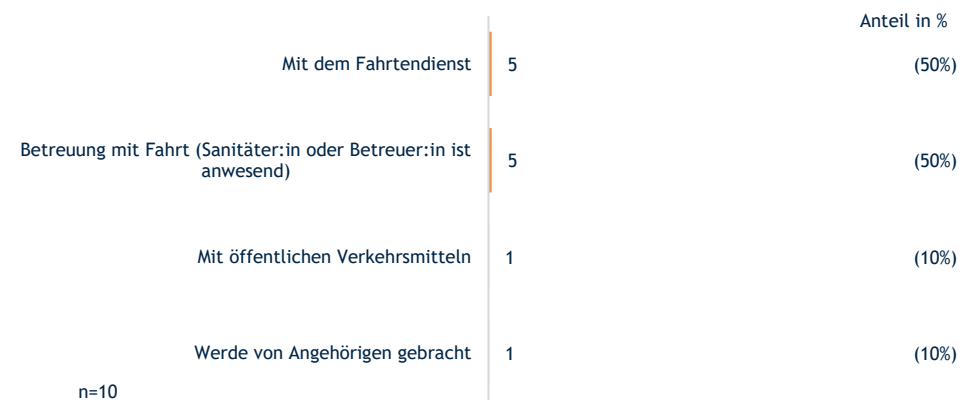 Anteil in %
Mit dem Fahrtendienst 5 (50%)
Betreuung mit Fahrt (Sanitäter:in oder Betreuer:in ist
anwesend) 5 (50%)
Mit öffentlichen Verkehrsmitteln 1 (10%)
Werde von Angehörigen gebracht 1 (10%)
n=10